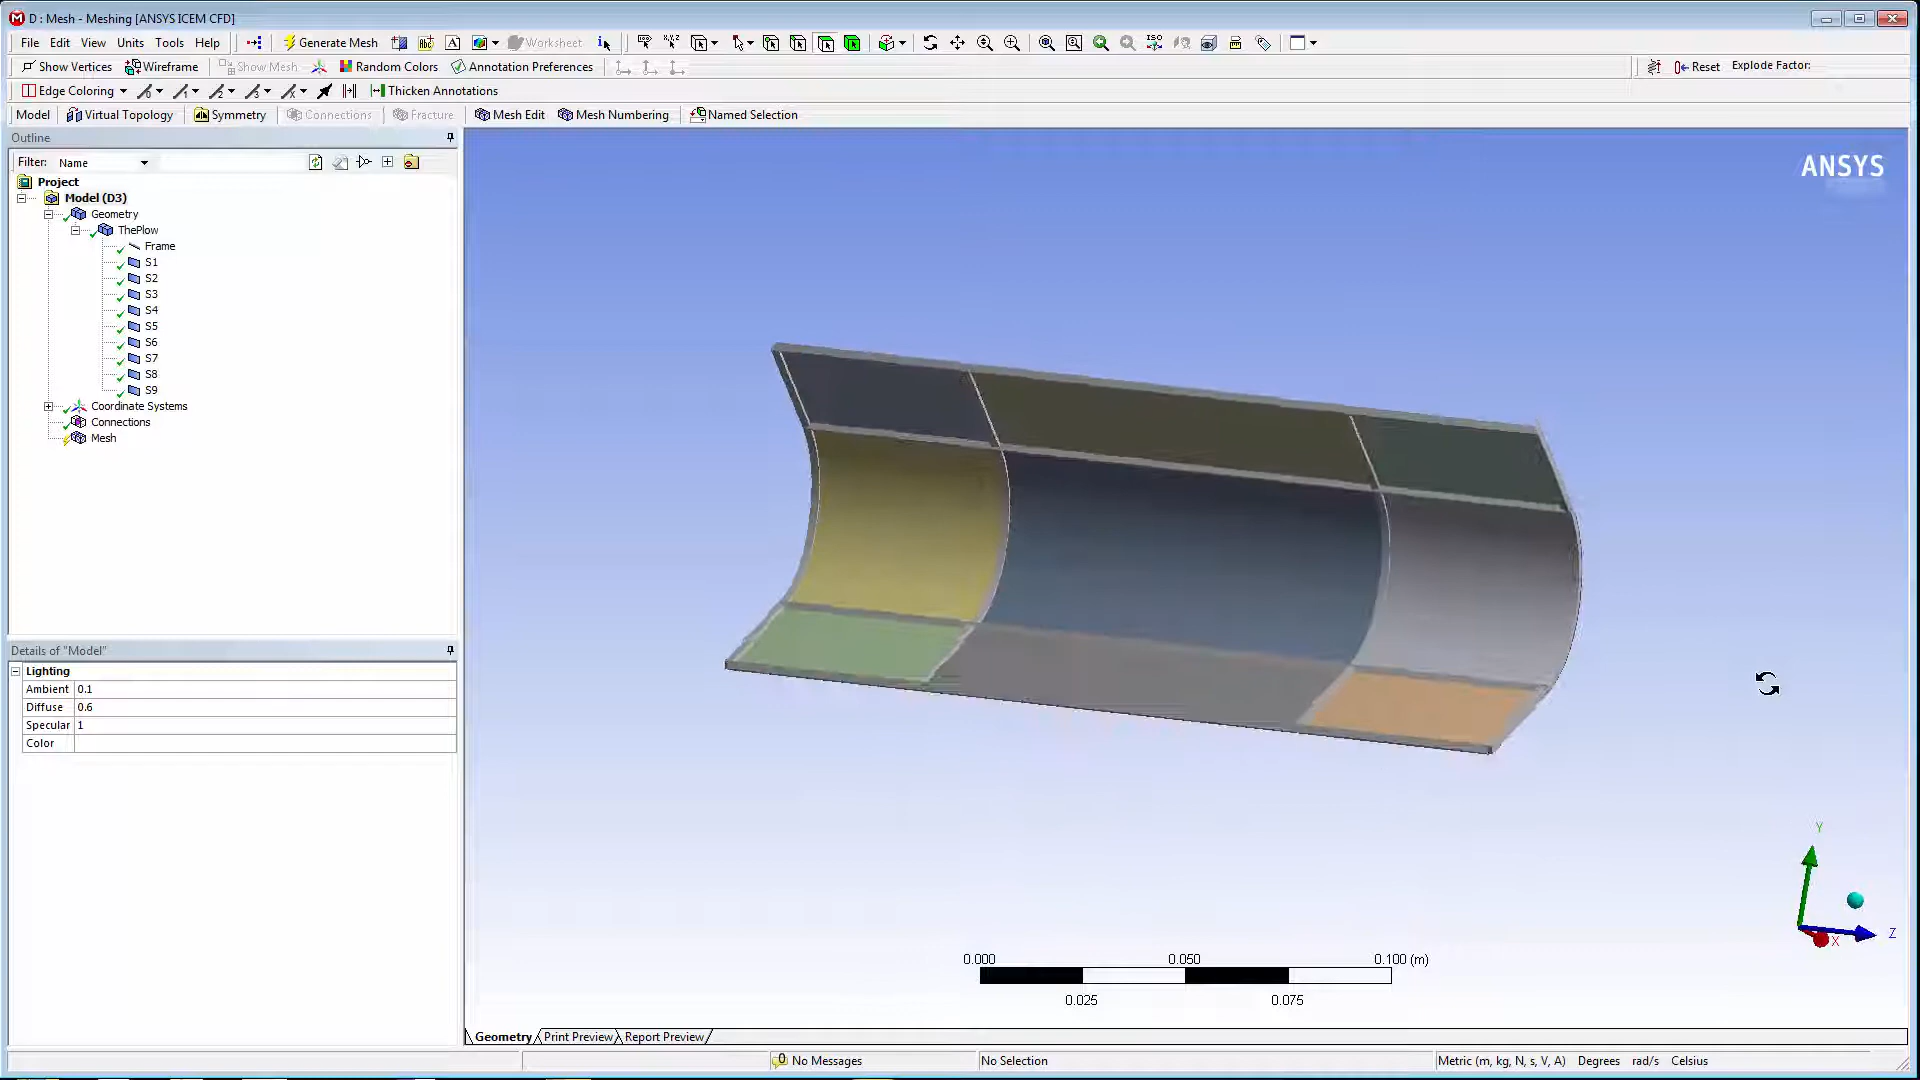 D : Mesh - Meshing [ANSYS ICEM CFD]
File Edit View Units Tools Help Generate Mesh Worksheet
Show Vertices Wireframe Show Mesh Random Colors Annotation Preferences Reset Explode Factor:
Edge Coloring Thicken Annotations
Model Virtual Topology Symmetry Connections Fracture Mesh Edit Mesh Numbering Named Selection
Outline
Filter: Name
Project
Model (D3)
Geometry
ThePlow
Frame
S1
S2
S3
S4
S5
S6
S7
S8
S9
Coordinate Systems
Connections
Mesh
Details of "Model"
Lighting
Ambient 0.1
Diffuse 0.6
Specular 1
Color
ANSYS
Y
Z
X
0.000 0.050 0.100 (m)
0.025 0.075
Geometry Print Preview Report Preview
No Messages No Selection Metric (m, kg, N, s, V, A) Degrees rad/s Celsius